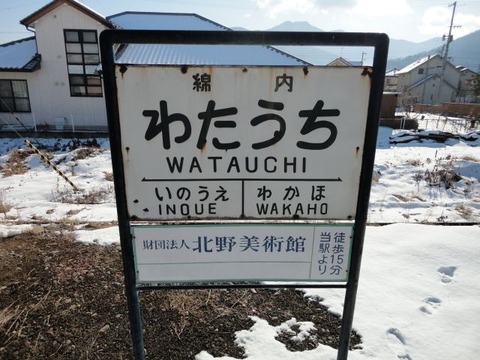 綿内
わたうち
WATAUCHI
いのうえ わかほ
INOUE WAKAHO
財団法人 北野美術館 当駅より徒歩15分